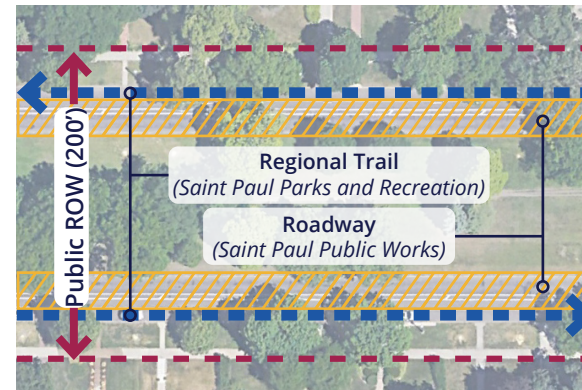 Public ROW (200')
Regional Trail
(Saint Paul Parks and Recreation)
Roadway
(Saint Paul Public Works)